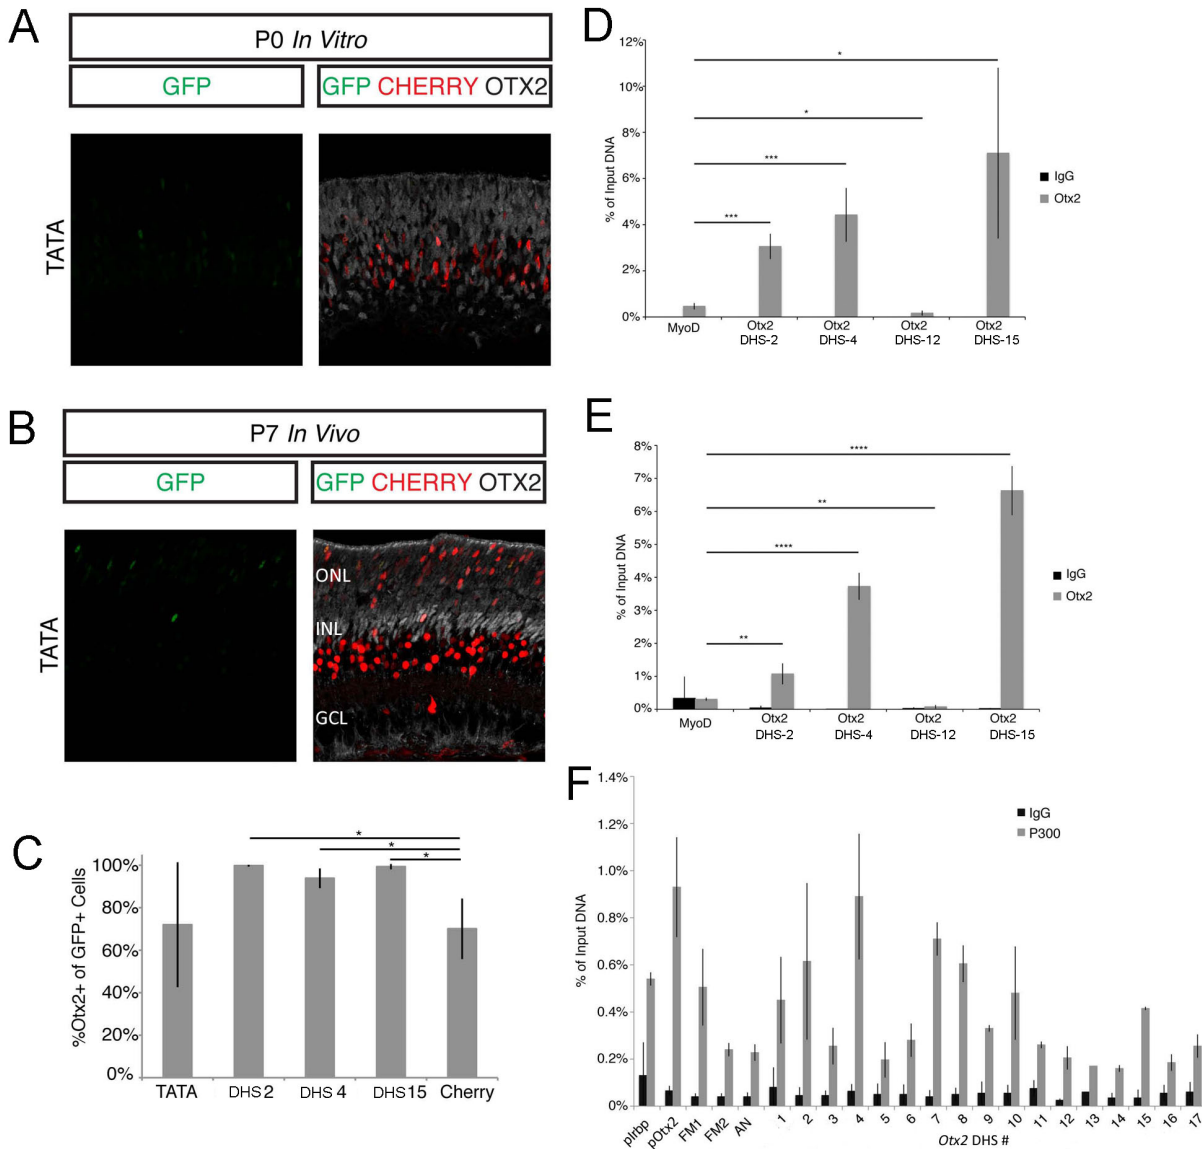 A
P0 In Vitro
GFP
GFP CHERRY OTX2
TATA
B
P7 In Vivo
GFP
GFP CHERRY OTX2
TATA
ONL
INL
GCL
C
%Otx2+ of GFP+ Cells
100%
80%
60%
40%
20%
0%
* 
* 
*
TATA DHS 2 DHS 4 DHS 15 Cherry
D
% of Input DNA
12%
10%
8%
6%
4%
2%
0%
*
*
***
***
IgG
Otx2
MyoD Otx2 DHS-2 Otx2 DHS-4 Otx2 DHS-12 Otx2 DHS-15
E
% of Input DNA
8%
7%
6%
5%
4%
3%
2%
1%
0%
****
**
****
**
IgG
Otx2
MyoD Otx2 DHS-2 Otx2 DHS-4 Otx2 DHS-12 Otx2 DHS-15
F
% of Input DNA
1.4%
1.2%
1.0%
0.8%
0.6%
0.4%
0.2%
0%
IgG
P300
pIrbp pOtx2 FM1 FM2 AN 1 2 3 4 5 6 7 8 9 10 11 12 13 14 15 16 17
Otx2 DHS #